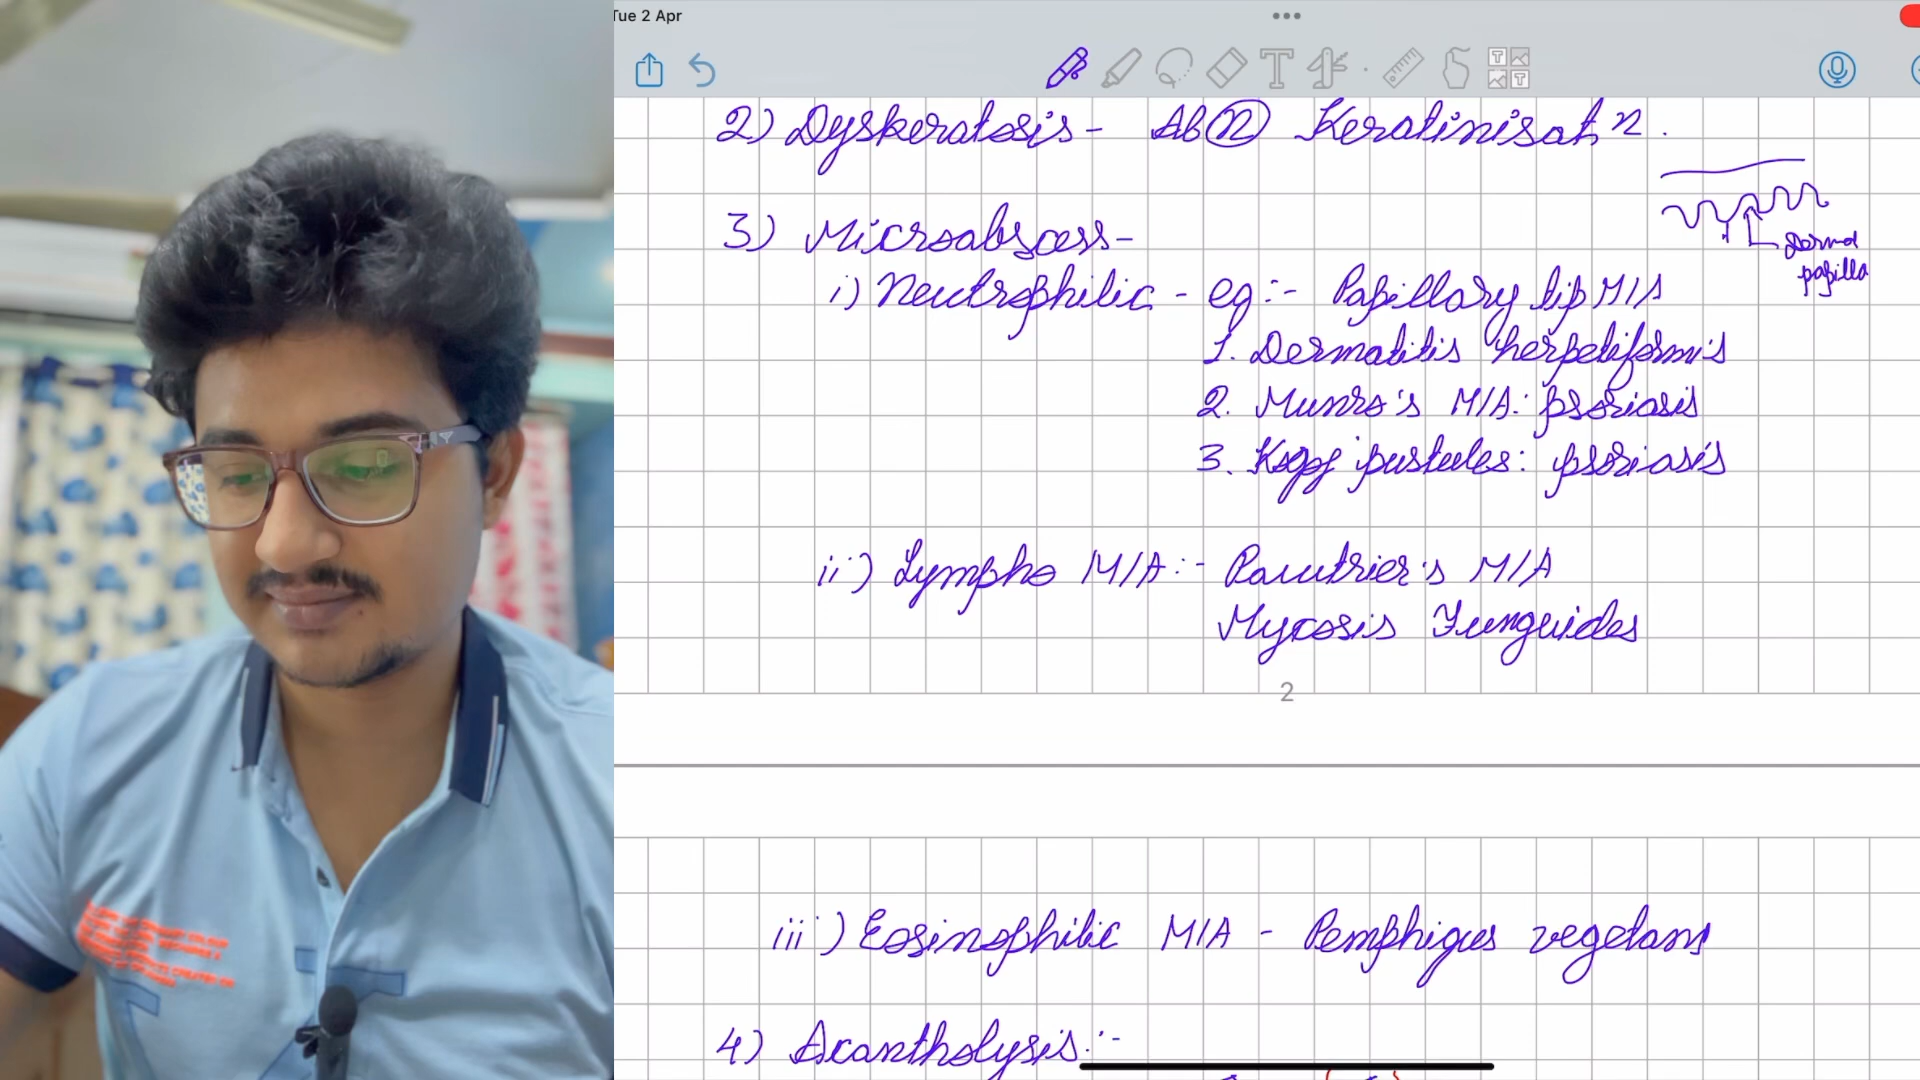 Tue 2 Apr
2) Dyskeratosis - Ab(n) Keratinisatn.
3) Microabscess -
Dermal
papilla
i) Neutrophilic - eg:- Papillary tip M/A
1. Dermatitis herpetiformis
2. Munro's M/A: psoriasis
3. Kogoj pustules: psoriasis
ii) Lympho M/A:- Pautrier's M/A
Mycosis Funguides
2
iii) Eosinophilic M/A - Pemphigus vegetans
4) Acantholysis:-